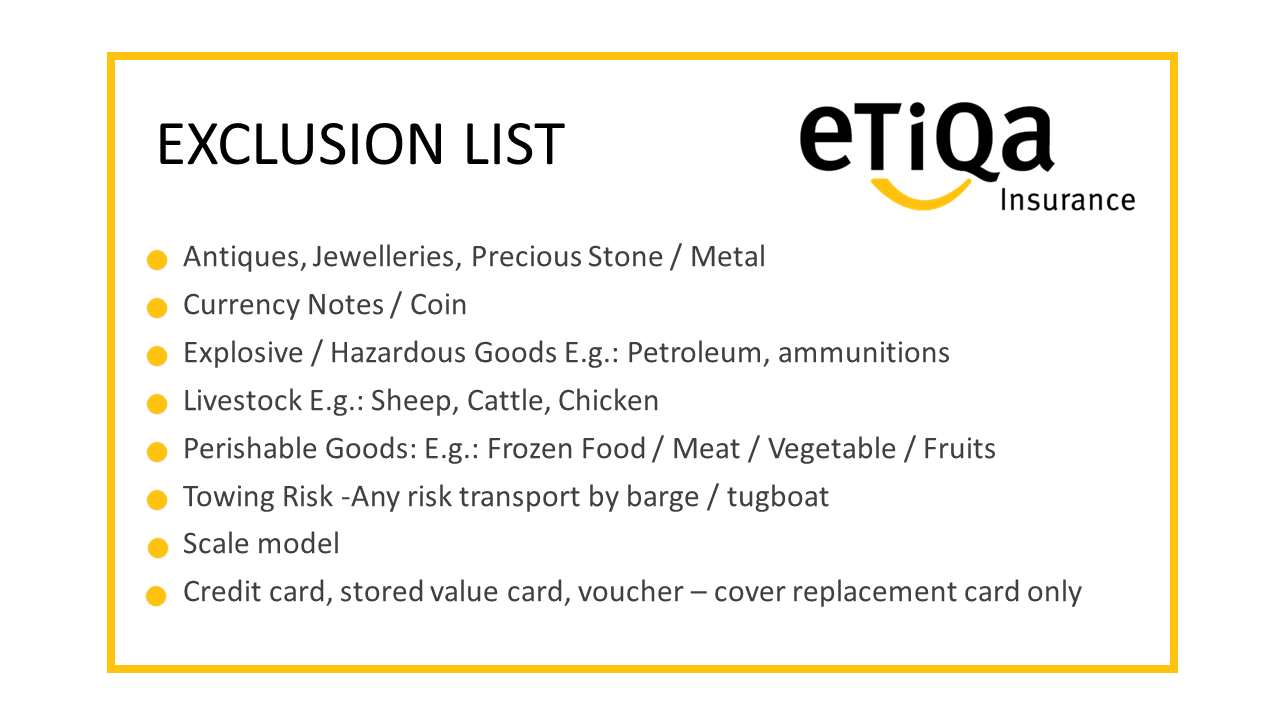 EXCLUSION LIST
eTiQa
Insurance
Antiques, Jewelleries, Precious Stone / Metal
Currency Notes / Coin
Explosive / Hazardous Goods E.g.: Petroleum, ammunitions
Livestock E.g.: Sheep, Cattle, Chicken
Perishable Goods: E.g.: Frozen Food / Meat / Vegetable / Fruits
Towing Risk -Any risk transport by barge / tugboat
Scale model
Credit card, stored value card, voucher – cover replacement card only